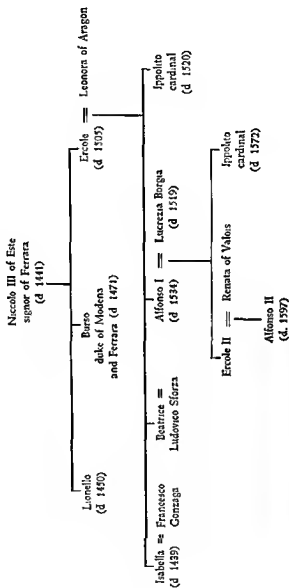 Niccolo III of Este
signor of Ferrara
(d 1441)
Lionello
(d 1450)
Burso
duke of Modena
and Ferrara (d 1471)
Ercole = Leonora of Aragon
(d 1505)
Isabella = Francesco
(d 1439) Gonzaga
Beatrice =
Ludovico Sforza
Alfonso I = Lucrezia Borgia
(d 1534) (d 1519)
Ippolito
cardinal
(d 1520)
Ercole II = Renata of Valois
Ippolito
cardinal
(d 1572)
Alfonso II
(d. 1597)